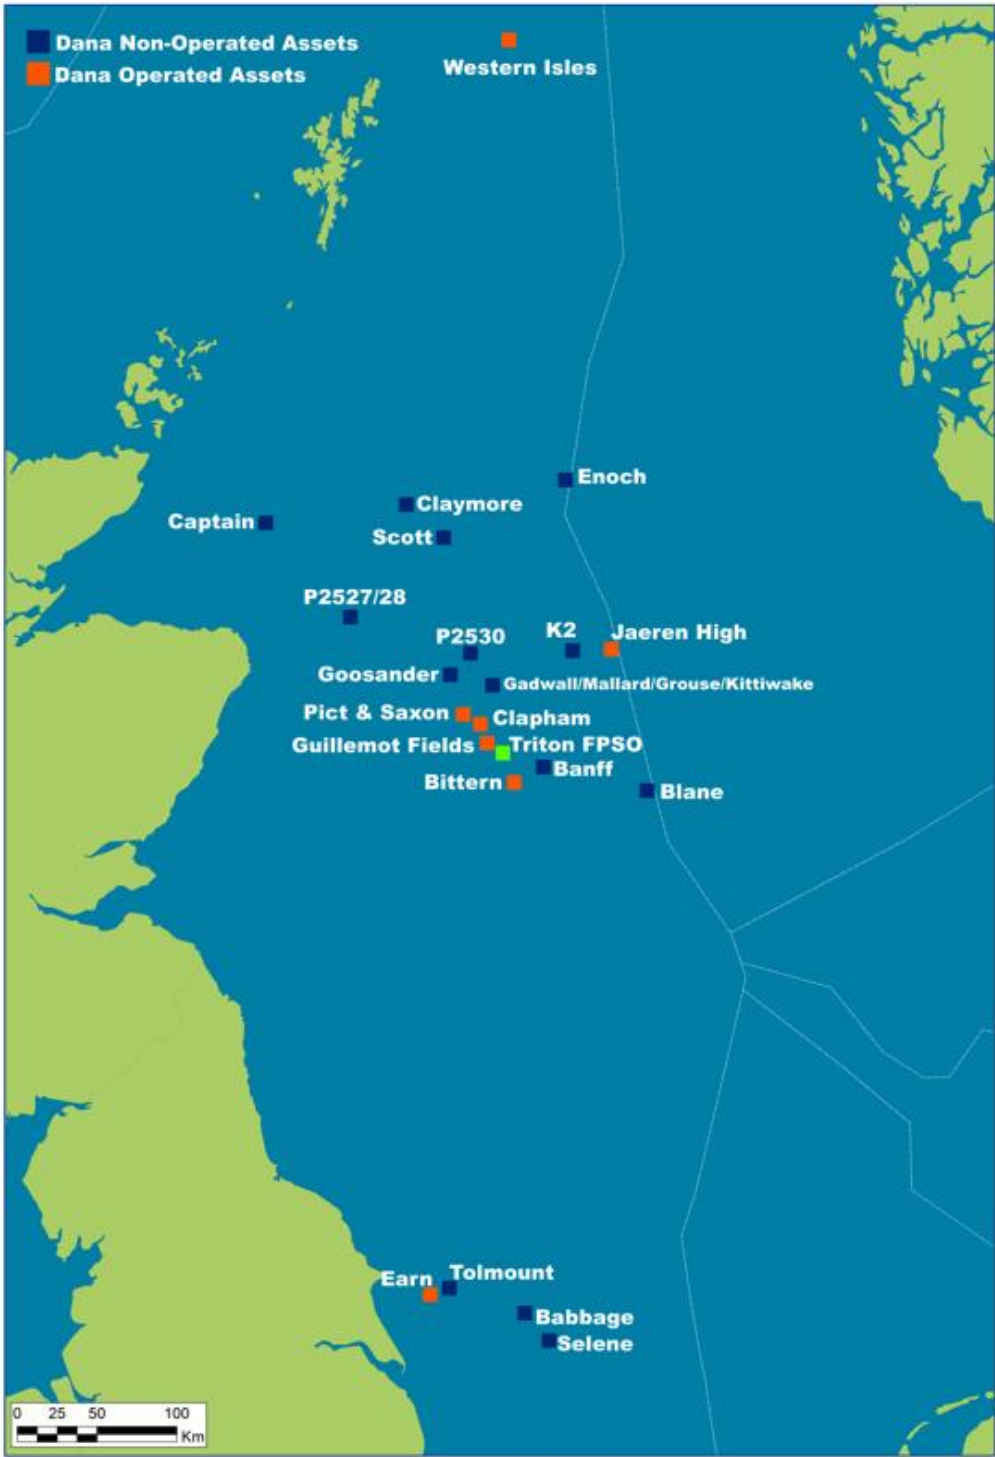 Dana Non-Operated Assets
Dana Operated Assets
Western Isles
Enoch
Claymore
Captain
Scott
P2527/28
K2
Jaeren High
P2530
Goosander
Gadwall/Mallard/Grouse/Kittiwake
Pict & Saxon
Clapham
Guillemot Fields
Triton FPSO
Banff
Bittern
Blane
Tolmount
Earn
Babbage
Selene
0 25 50 100
Km